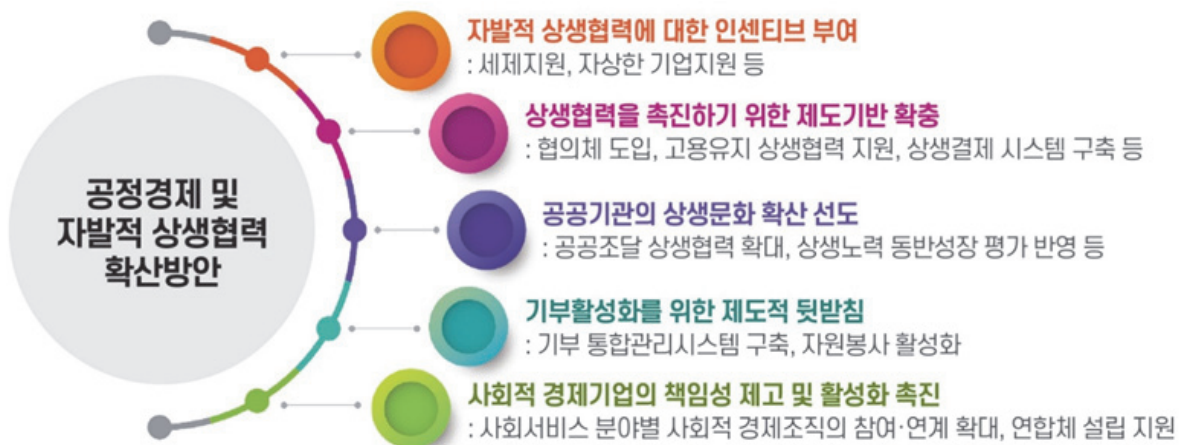 공정경제 및
자발적 상생협력
확산방안
자발적 상생협력에 대한 인센티브 부여
: 세제지원, 자상한 기업지원 등
상생협력을 촉진하기 위한 제도기반 확충
: 협의체 도입, 고용유지 상생협력 지원, 상생결제 시스템 구축 등
공공기관의 상생문화 확산 선도
: 공공조달 상생협력 확대, 상생노력 동반성장 평가 반영 등
기부활성화를 위한 제도적 뒷받침
: 기부 통합관리시스템 구축, 자원봉사 활성화
사회적 경제기업의 책임성 제고 및 활성화 촉진
: 사회서비스 분야별 사회적 경제조직의 참여·연계 확대, 연합체 설립 지원